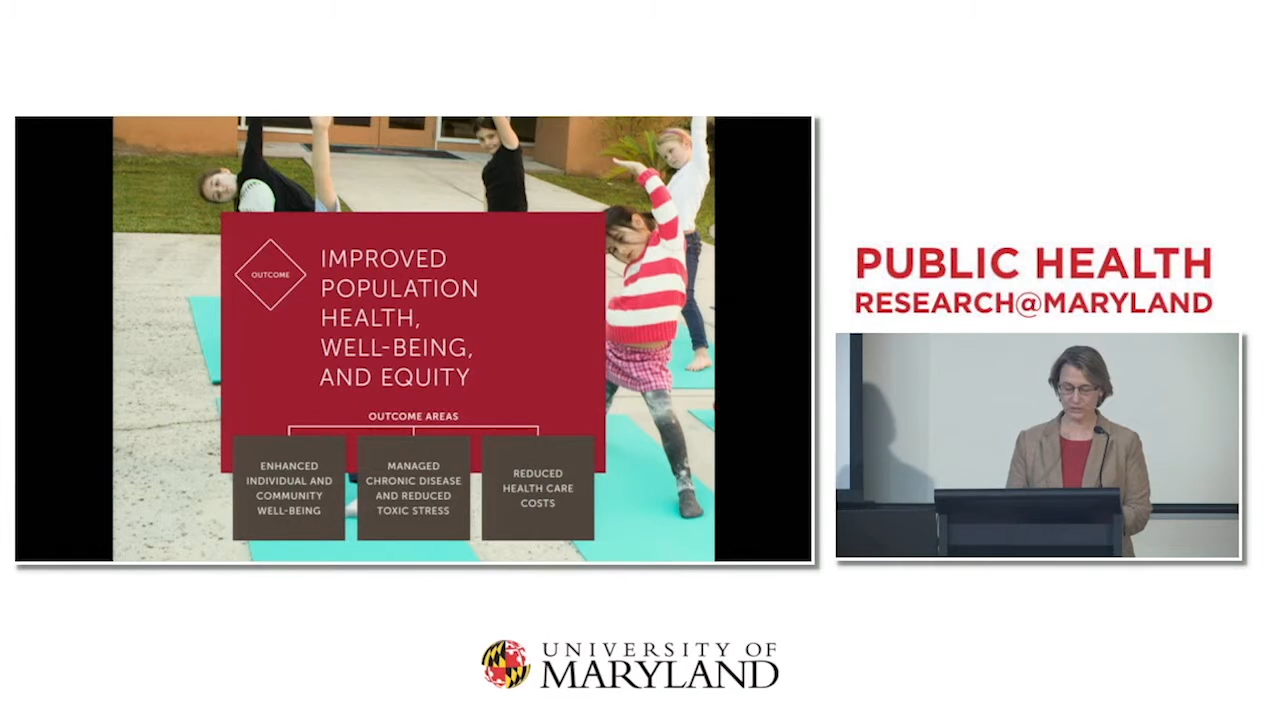 OUTCOME
IMPROVED
POPULATION
HEALTH,
WELL-BEING,
AND EQUITY
OUTCOME AREAS
ENHANCED
INDIVIDUAL AND
COMMUNITY
WELL-BEING
MANAGED
CHRONIC DISEASE
AND REDUCED
TOXIC STRESS
REDUCED
HEALTH CARE
COSTS
PUBLIC HEALTH
RESEARCH@MARYLAND
UNIVERSITY OF
MARYLAND